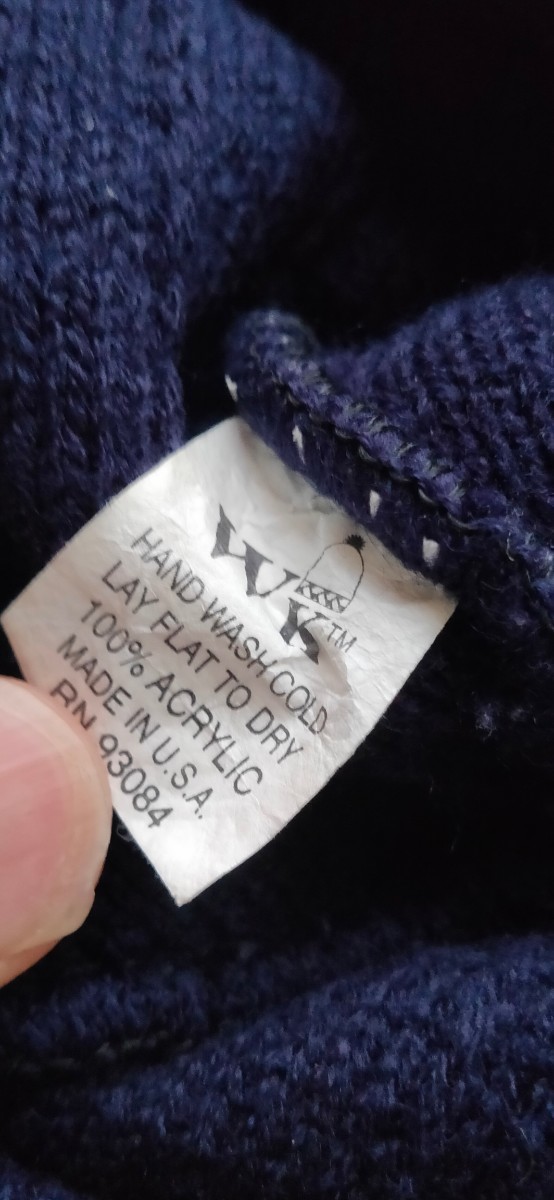 WK™
HAND WASH COLD
LAY FLAT TO DRY
100% ACRYLIC
MADE IN U.S.A.
RN 93084